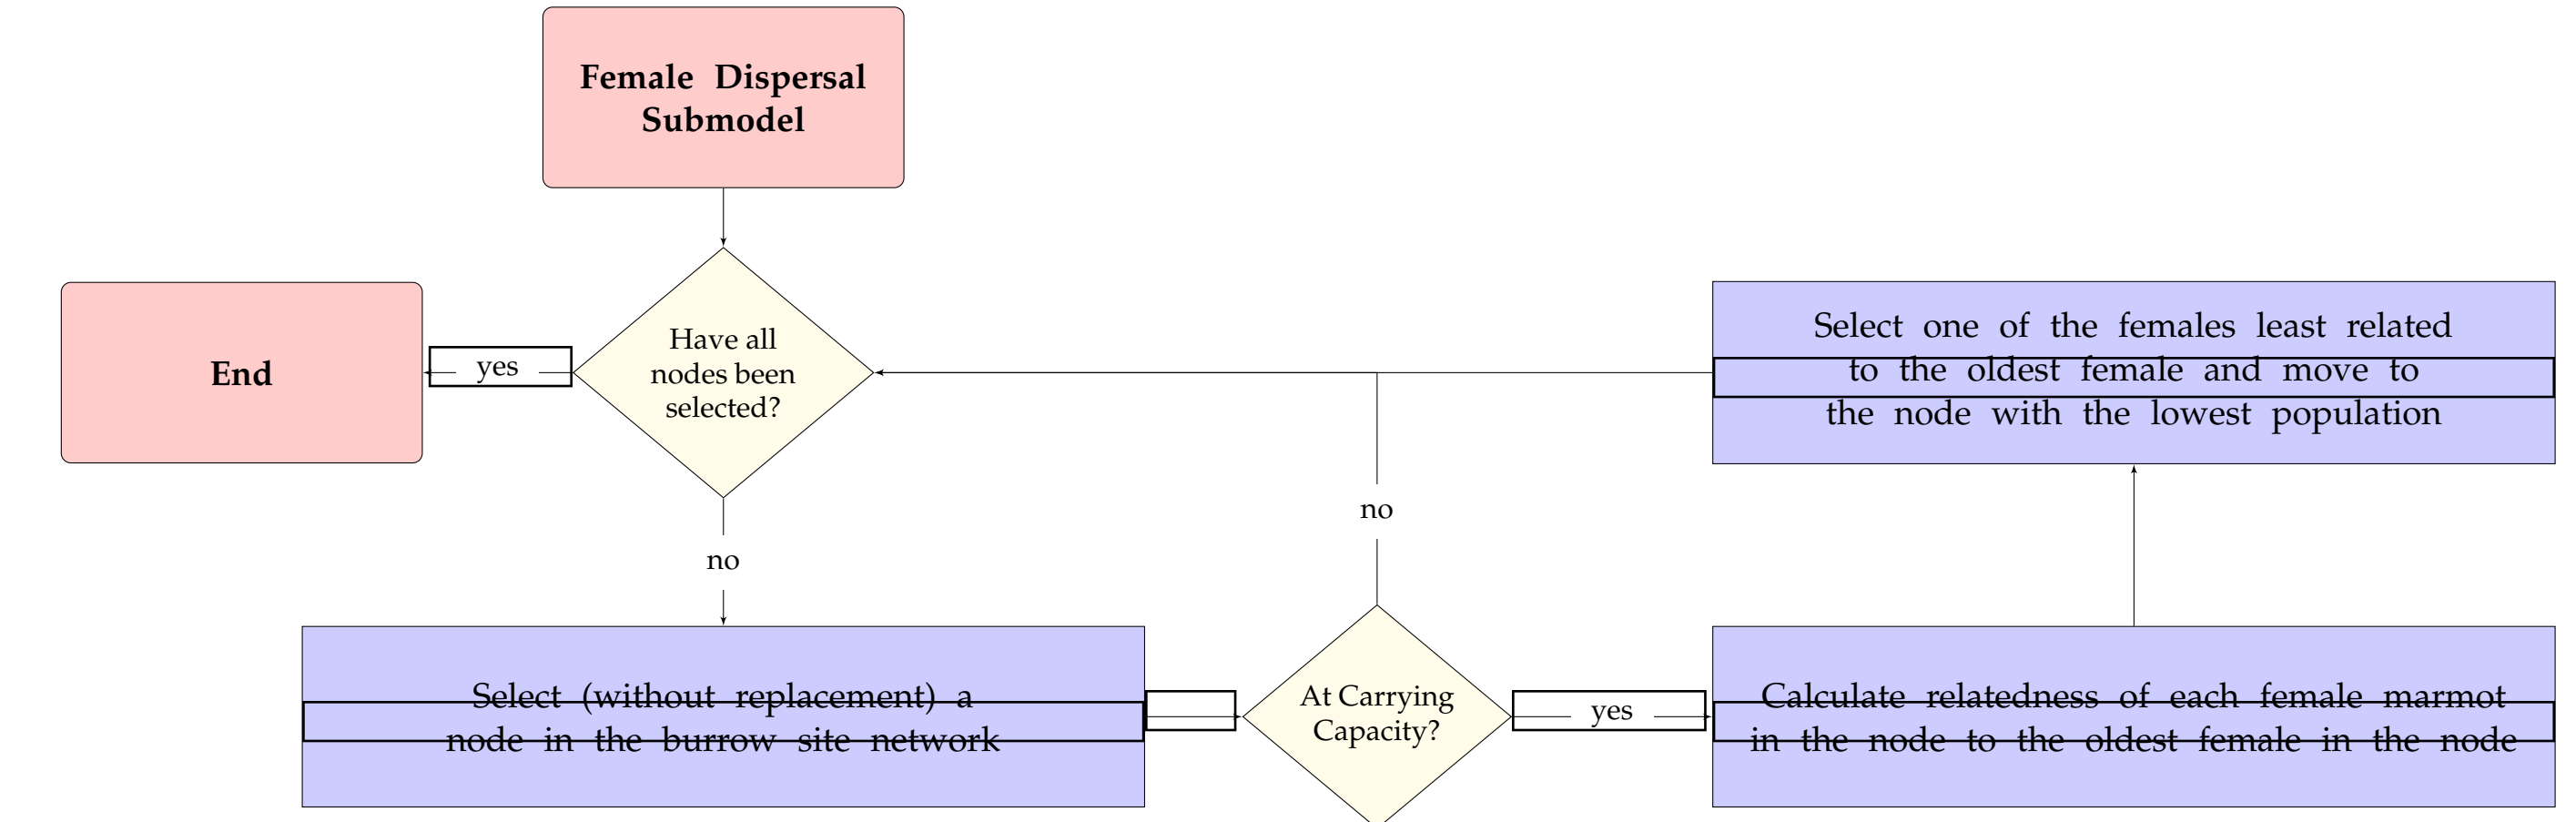 Female Dispersal
Submodel
End
yes
Have all
nodes been
selected?
Select one of the females least related
to the oldest female and move to
the node with the lowest population
no
no
Select (without replacement) a
node in the burrow site network
At Carrying
Capacity?
yes
Calculate relatedness of each female marmot
in the node to the oldest female in the node